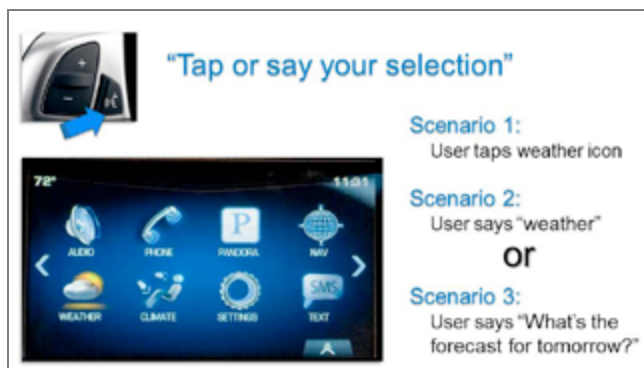 “Tap or say your selection”
Scenario 1:
User taps weather icon
Scenario 2:
User says “weather”
or
Scenario 3:
User says “What’s the
forecast for tomorrow?”
72°
11:01
AUDIO PHONE PANDORA NAV
WEATHER CLIMATE SETTINGS SMS TEXT
+
−
P